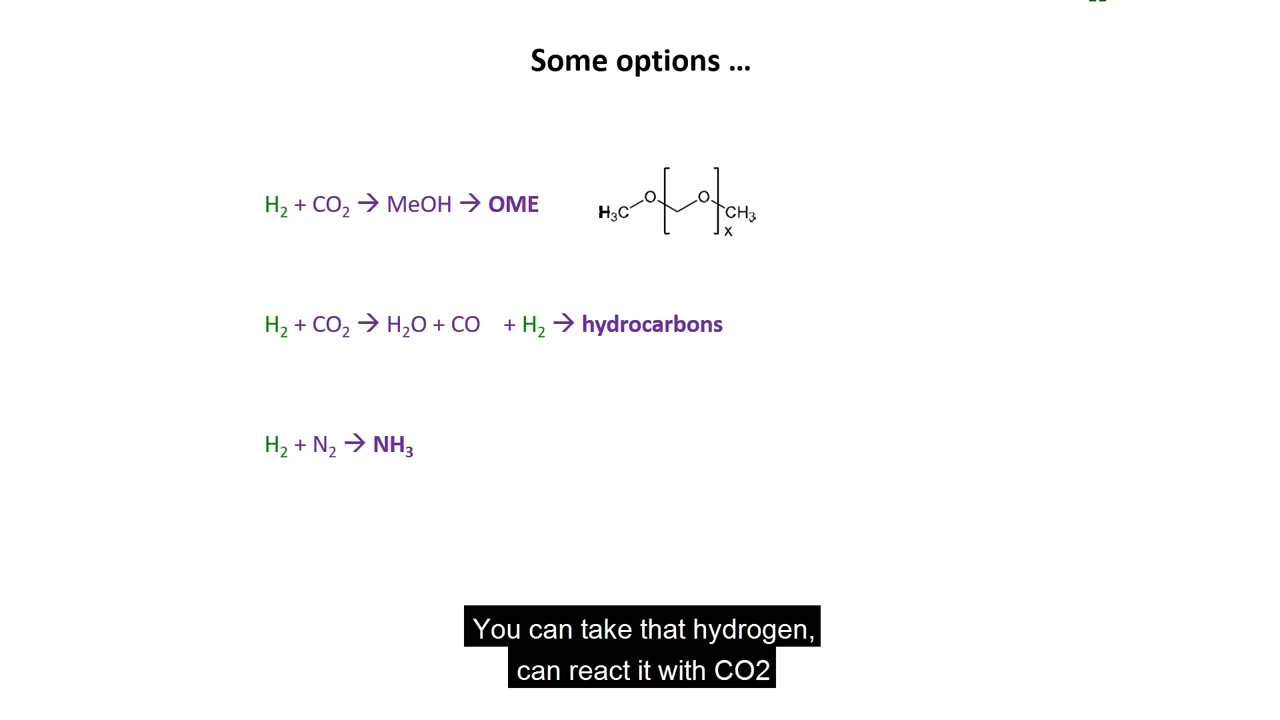 Some options …
H₂ + CO₂ → MeOH → OME
H₃C O O CH₃
x
H₂ + CO₂ → H₂O + CO + H₂ → hydrocarbons
H₂ + N₂ → NH₃
You can take that hydrogen,
can react it with CO2